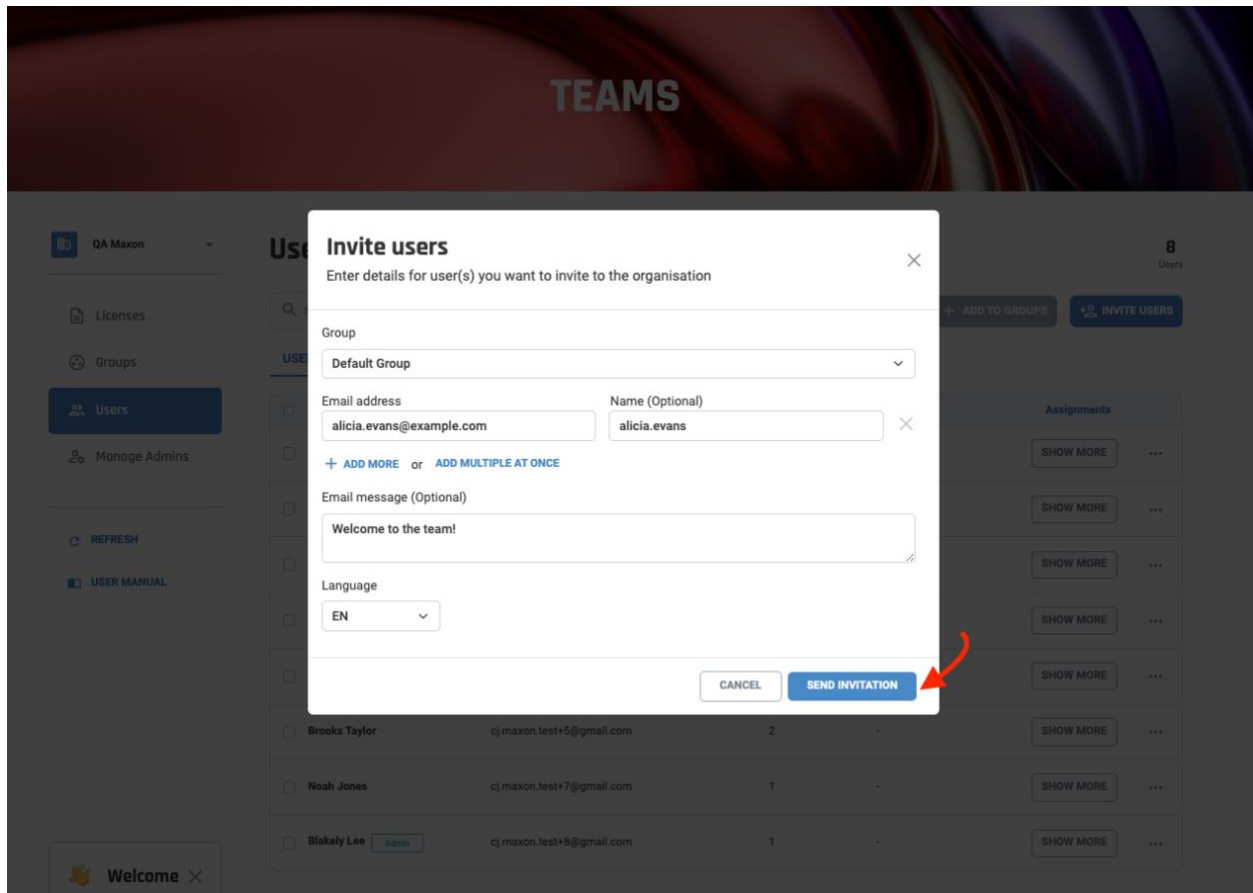 TEAMS
QA Maxon
Use
8
Users
Invite users
Enter details for user(s) you want to invite to the organisation
Licenses
Groups
Users
Manage Admins
REFRESH
USER MANUAL
+ ADD TO GROUPS
INVITE USERS
USE
Group
Default Group
Email address
Name (Optional)
alicia.evans@example.com
alicia.evans
+ ADD MORE or ADD MULTIPLE AT ONCE
Email message (Optional)
Welcome to the team!
Language
EN
CANCEL
SEND INVITATION
Assignments
SHOW MORE ...
SHOW MORE ...
SHOW MORE ...
SHOW MORE ...
SHOW MORE ...
Brooks Taylor cj.maxon.test+5@gmail.com 2 - SHOW MORE ...
Noah Jones cj.maxon.test+7@gmail.com 1 - SHOW MORE ...
Blakely Lee Admin cj.maxon.test+8@gmail.com 1 - SHOW MORE ...
Welcome